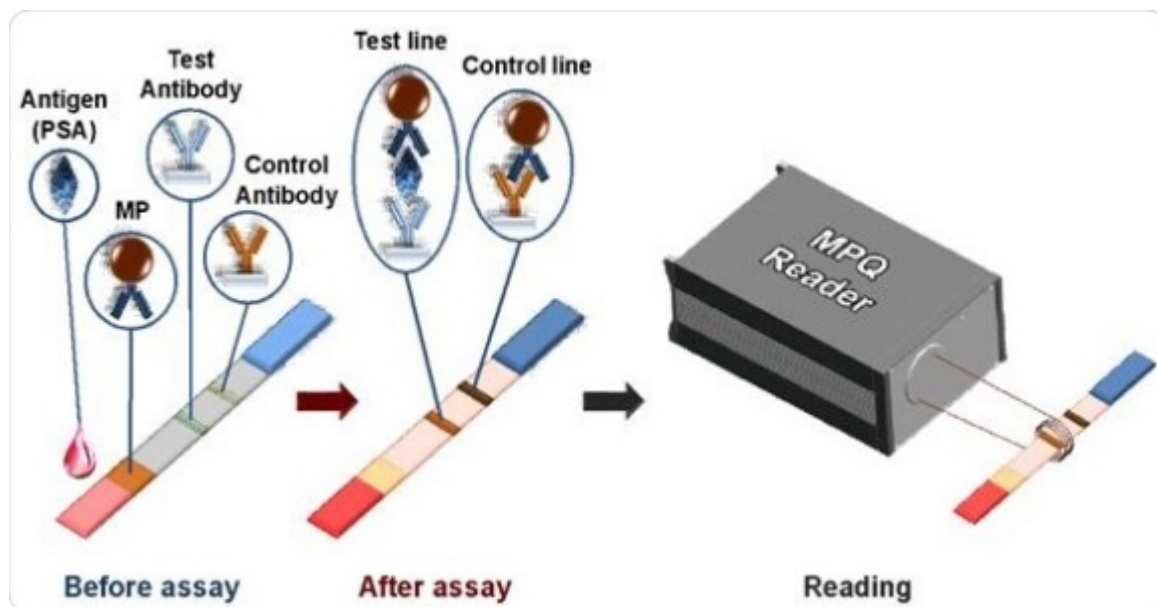 Antigen
(PSA)
Test
Antibody
MP
Control
Antibody
Test line
Control line
MPQ
Reader
Before assay
After assay
Reading